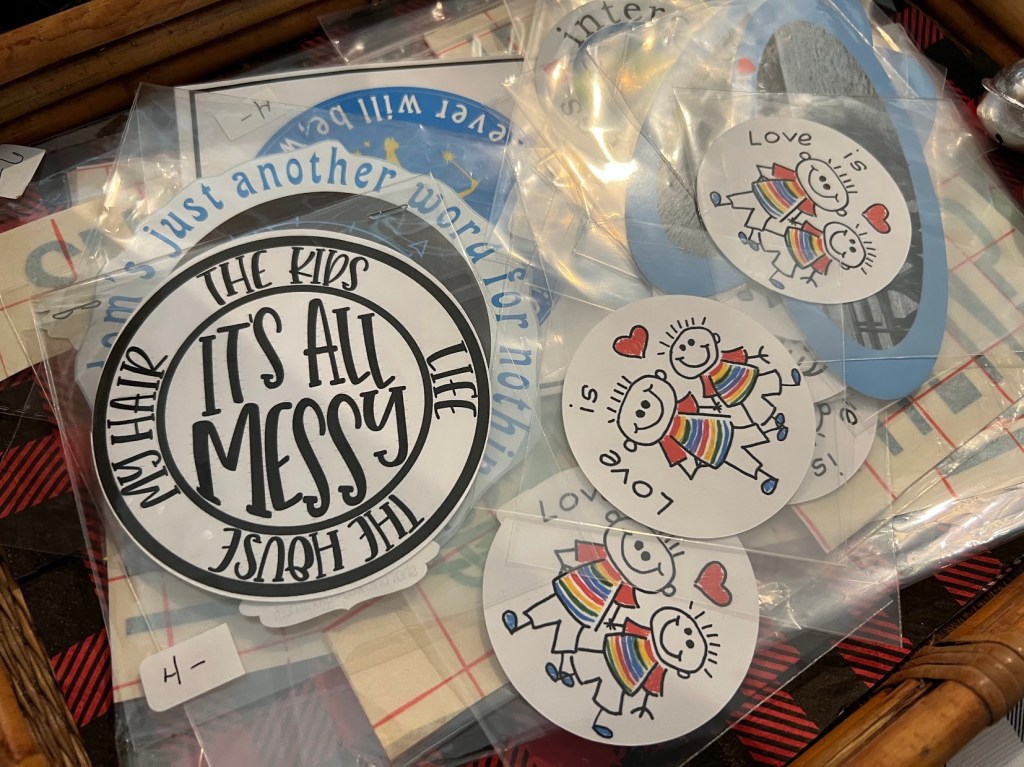 inter
4-
ever will be, w
just another word for nothin
THE KIDS
LIFE
THE HOUSE
MY HAIR
IT'S ALL
MESSY
4-
Love is
Love is
Love
is